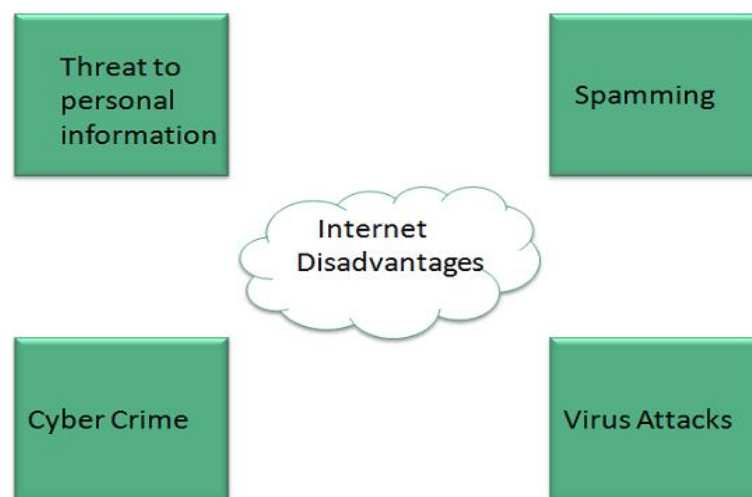 Threat to
personal
information
Spamming
Internet
Disadvantages
Cyber Crime
Virus Attacks